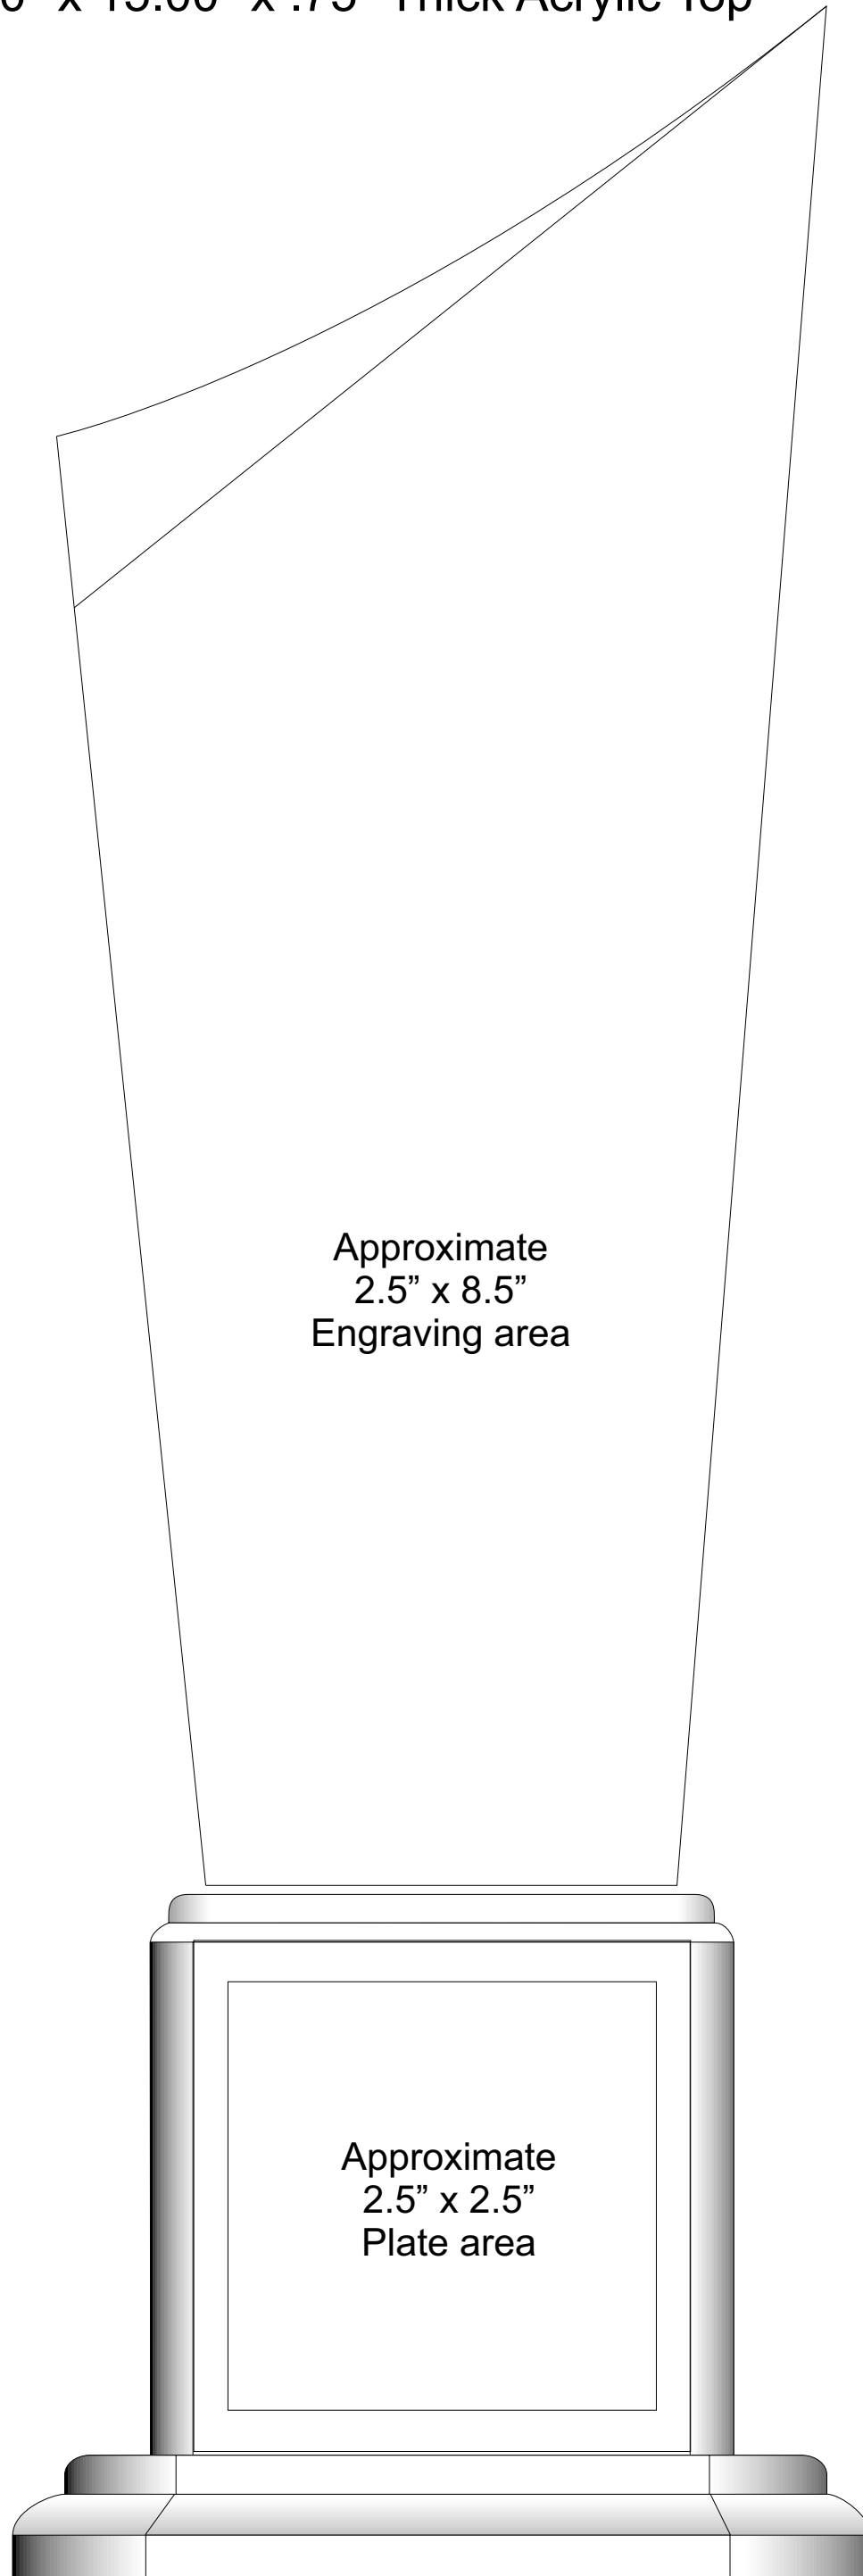 x 15.00” x .75” Thick Acrylic Top
Approximate
2.5” x 8.5”
Engraving area
Approximate
2.5” x 2.5”
Plate area